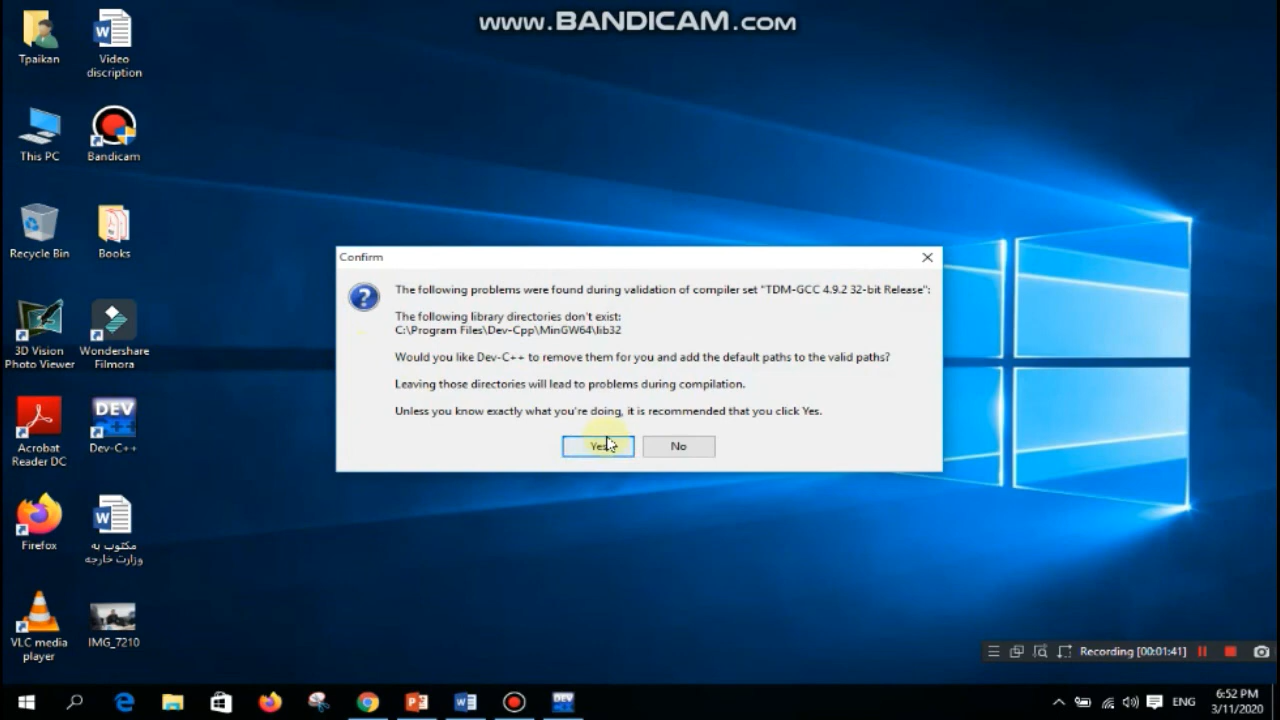 www.BANDICAM.com
Tpaikan
Video
discription
This PC
Bandicam
Recycle Bin
Books
3D Vision
Photo Viewer
Wondershare
Filmora
Acrobat
Reader DC
DEV
C++
Dev-C++
Firefox
مکتوب به
وزارت خارجه
VLC media
player
IMG_7210
Confirm
The following problems were found during validation of compiler set "TDM-GCC 4.9.2 32-bit Release":
The following library directories don't exist:
C:\Program Files\Dev-Cpp\MinGW64\lib32
Would you like Dev-C++ to remove them for you and add the default paths to the valid paths?
Leaving those directories will lead to problems during compilation.
Unless you know exactly what you're doing, it is recommended that you click Yes.
Yes
No
Recording [00:01:41]
ENG
6:52 PM
3/11/2020